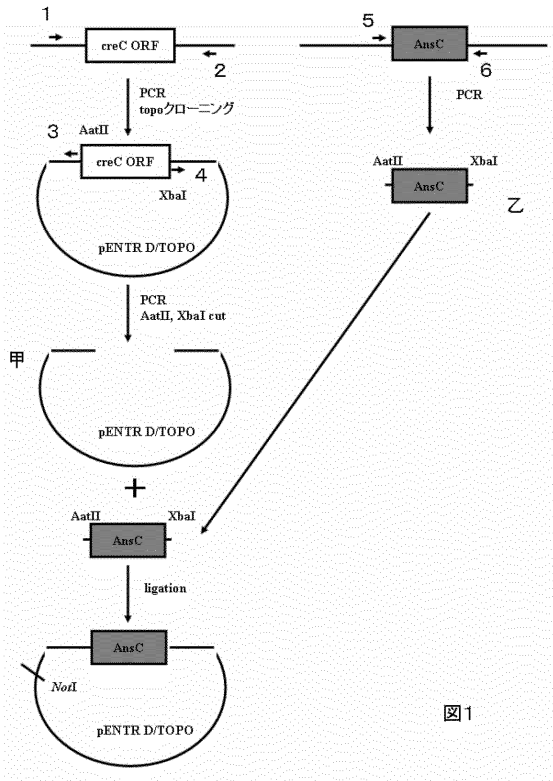 1
creC ORF
2
PCR
topoクローニング
3
AatII
creC ORF
4
XbaI
pENTR D/TOPO
PCR
AatII, XbaI cut
甲
pENTR D/TOPO
+
AatII
XbaI
AnsC
ligation
AnsC
NotI
pENTR D/TOPO
5
AnsC
6
PCR
AatII
XbaI
AnsC
乙
図1